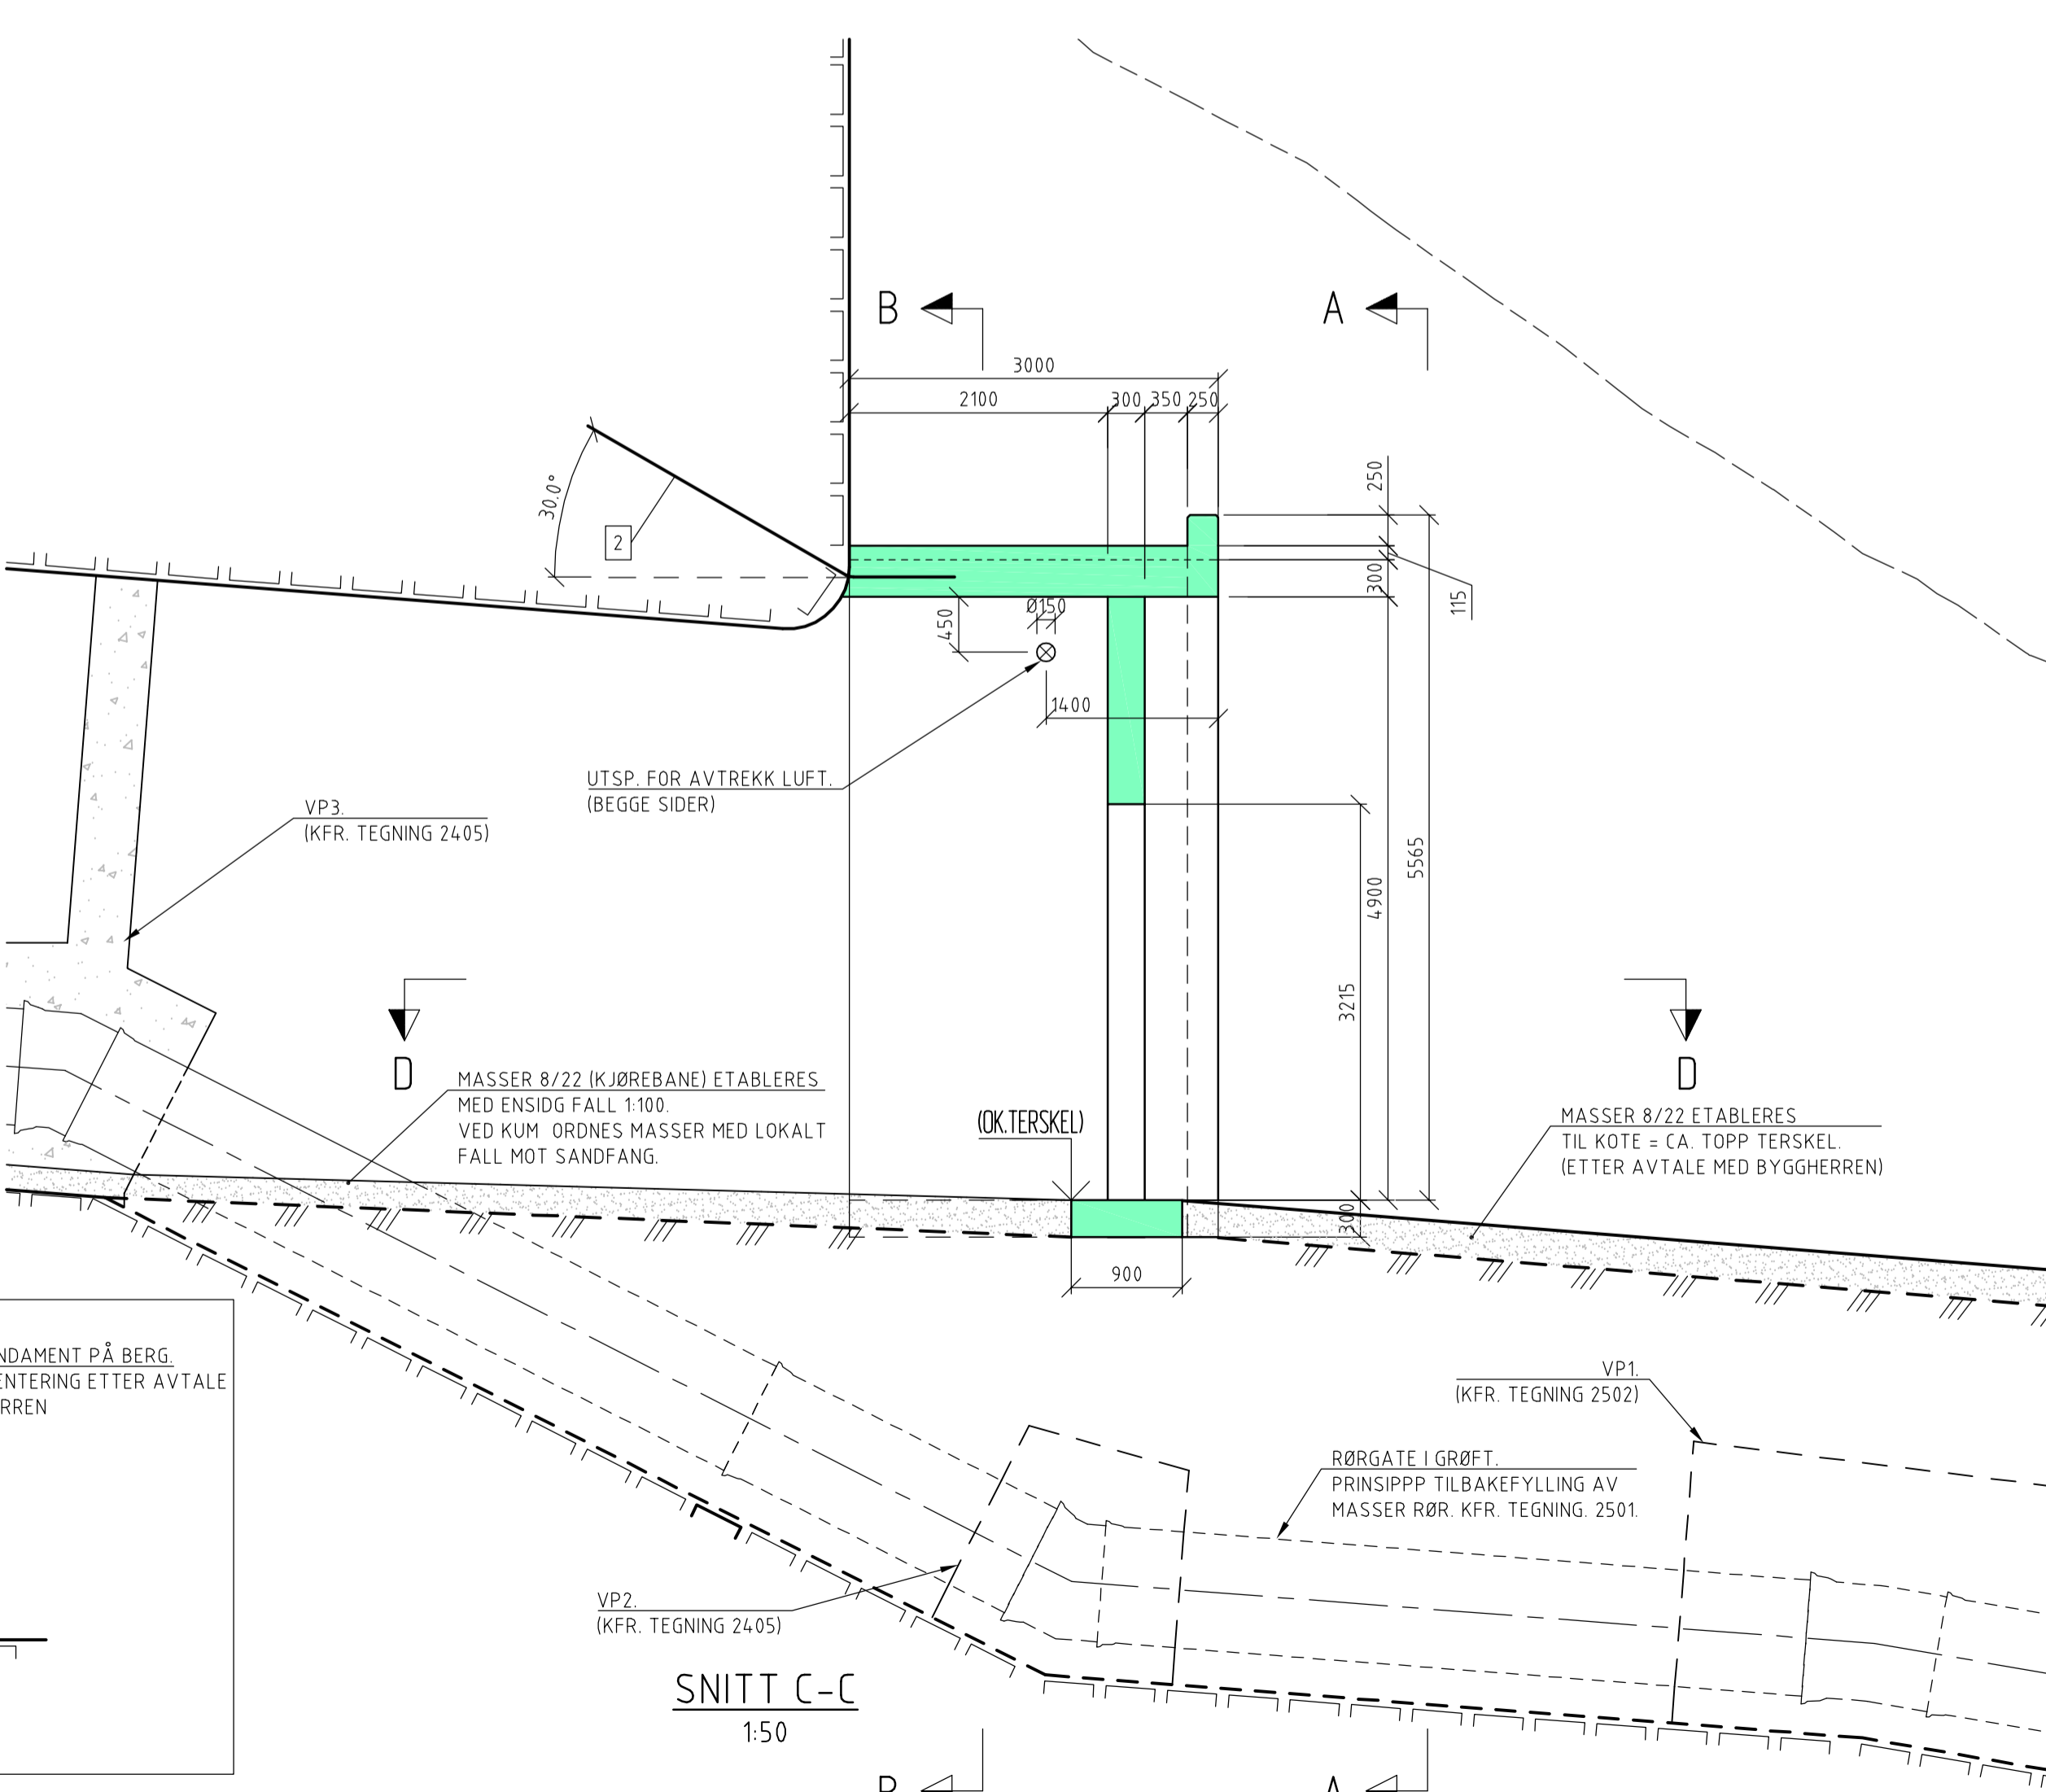 B
A
3000
2100
300
350
250
250
30.0°
2
300
115
Ø150
450
1400
UTSP. FOR AVTREKK LUFT.
(BEGGE SIDER)
VP3.
(KFR. TEGNING 2405)
5565
4900
3215
D
D
MASSER 8/22 (KJØREBANE) ETABLERES
MED ENSIDG FALL 1:100.
VED KUM ORDNES MASSER MED LOKALT
FALL MOT SANDFANG.
(OK.TERSKEL)
MASSER 8/22 ETABLERES
TIL KOTE = CA. TOPP TERSKEL.
(ETTER AVTALE MED BYGGHERREN)
300
900
NDAMENT PÅ BERG.
ENTERING ETTER AVTALE
RREN
VP1.
(KFR. TEGNING 2502)
RØRGATE I GRØFT.
PRINSIPPP TILBAKEFYLLING AV
MASSER RØR. KFR. TEGNING. 2501.
VP2.
(KFR. TEGNING 2405)
SNITT C-C
1:50
B
A